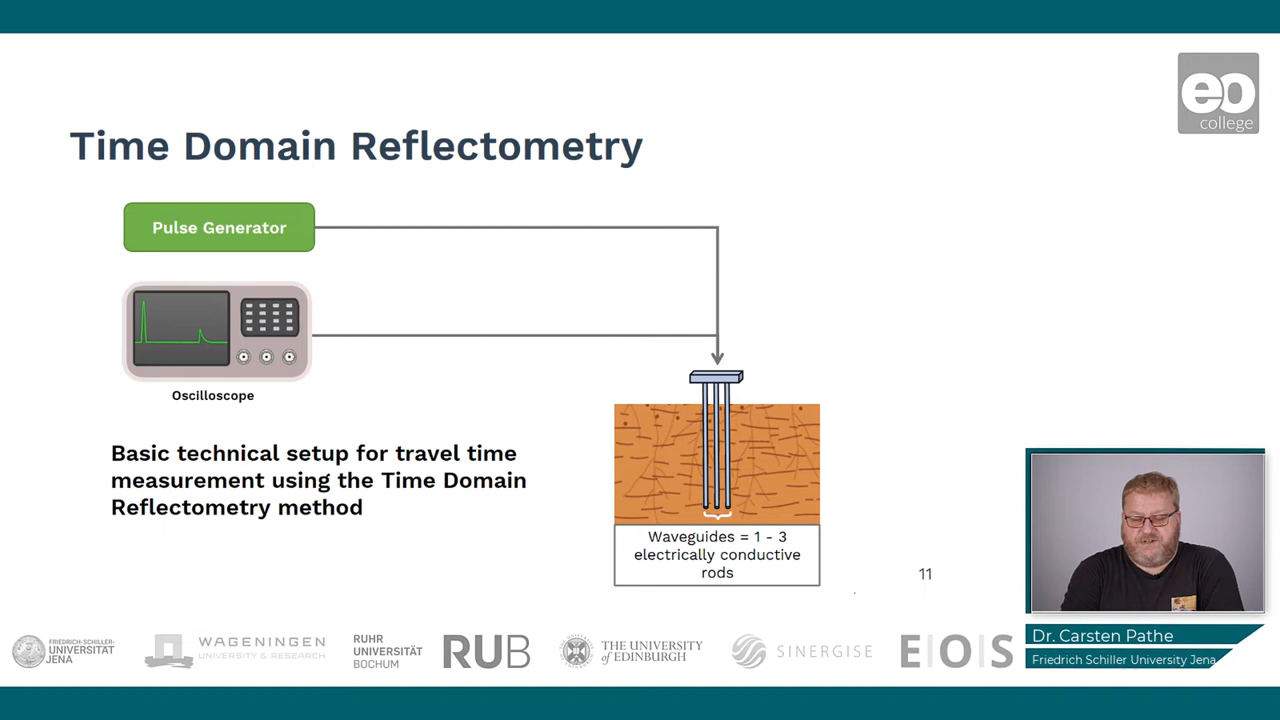 eo
college
Time Domain Reflectometry
Pulse Generator
Oscilloscope
Basic technical setup for travel time
measurement using the Time Domain
Reflectometry method
Waveguides = 1 - 3
electrically conductive
rods
11
Dr. Carsten Pathe
Friedrich Schiller University Jena
FRIEDRICH-SCHILLER-
UNIVERSITÄT
JENA
WAGENINGEN
UNIVERSITY & RESEARCH
RUHR
UNIVERSITÄT
BOCHUM
RUB
THE UNIVERSITY
of EDINBURGH
SINERGISE
E|O|S